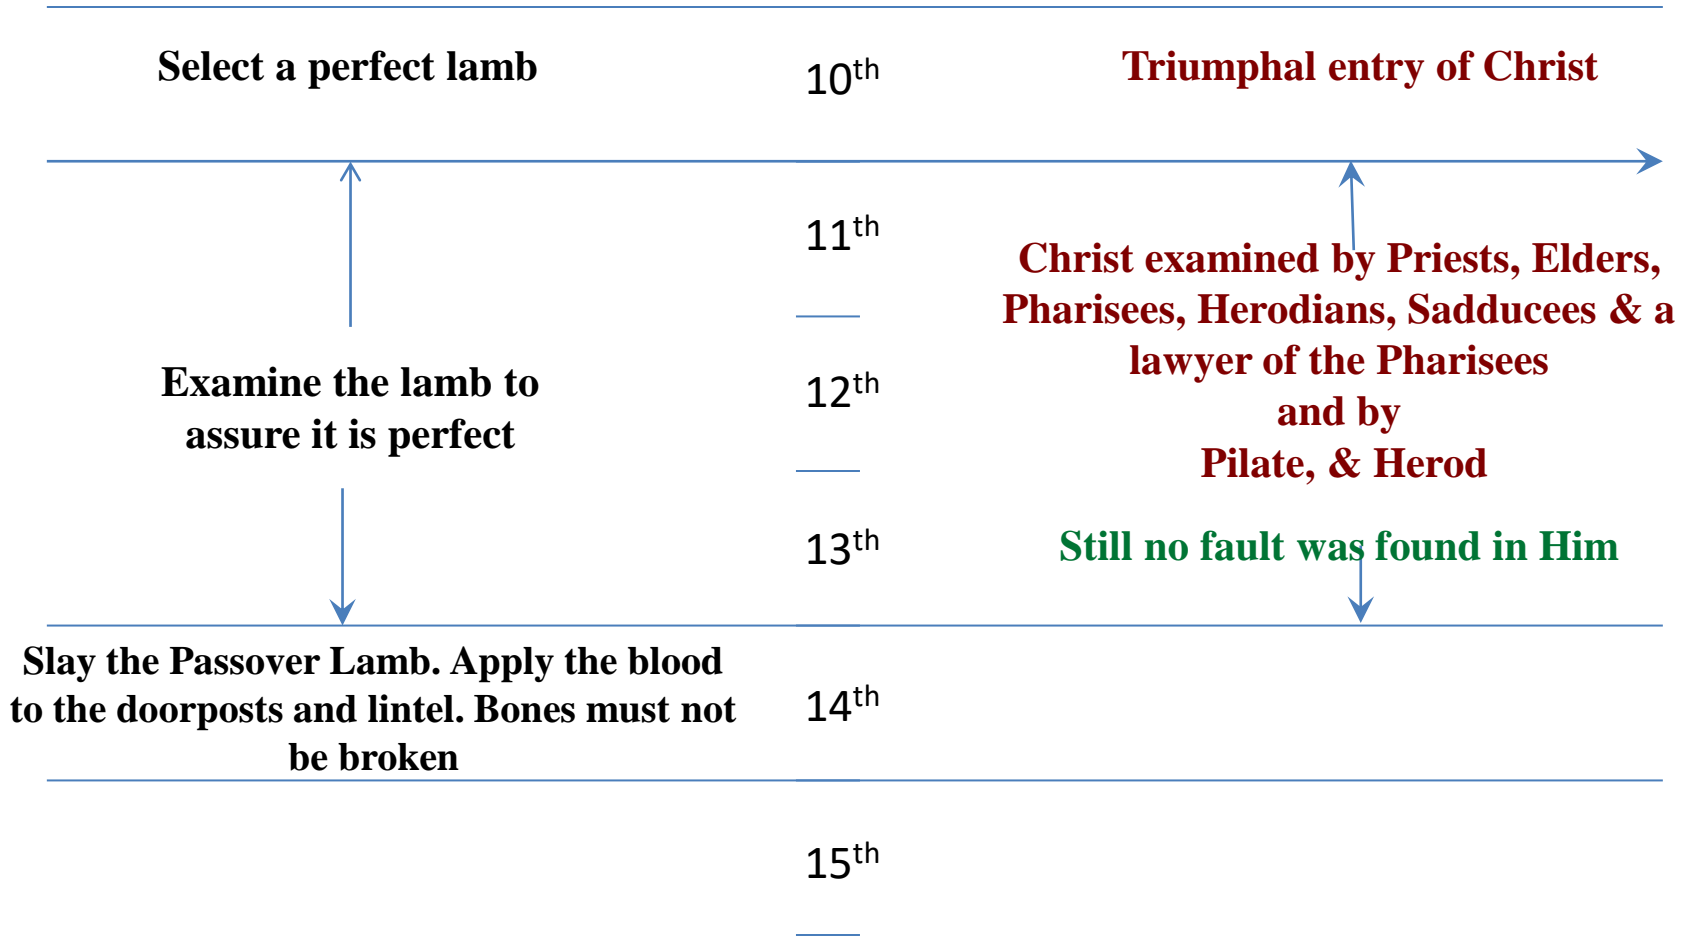 Select a perfect lamb
10th
Triumphal entry of Christ
11th
Christ examined by Priests, Elders,
Pharisees, Herodians, Sadducees & a
lawyer of the Pharisees
and by
Pilate, & Herod
Examine the lamb to
assure it is perfect
12th
13th
Still no fault was found in Him
Slay the Passover Lamb. Apply the blood
to the doorposts and lintel. Bones must not
be broken
14th
15th